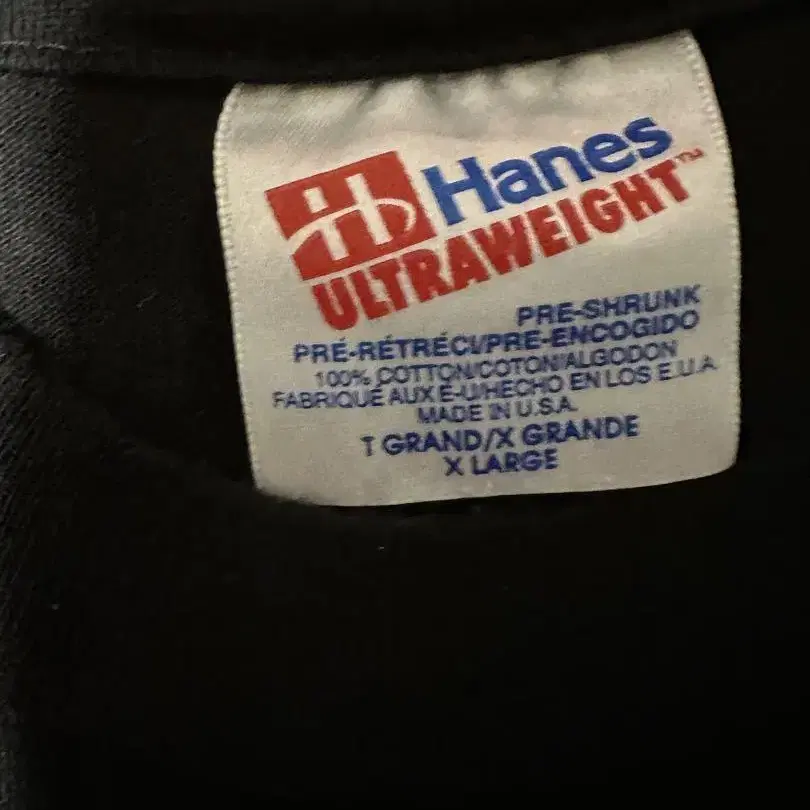 Hanes
ULTRAWEIGHT™
PRE-SHRUNK
PRÉ-RÉTRÉCI/PRE-ENCOGIDO
100% COTTON/COTON/ALGODON
FABRIQUÉ AUX É-U/HECHO EN LOS E.U.A
MADE IN U.S.A.
T GRAND/X GRANDE
X LARGE